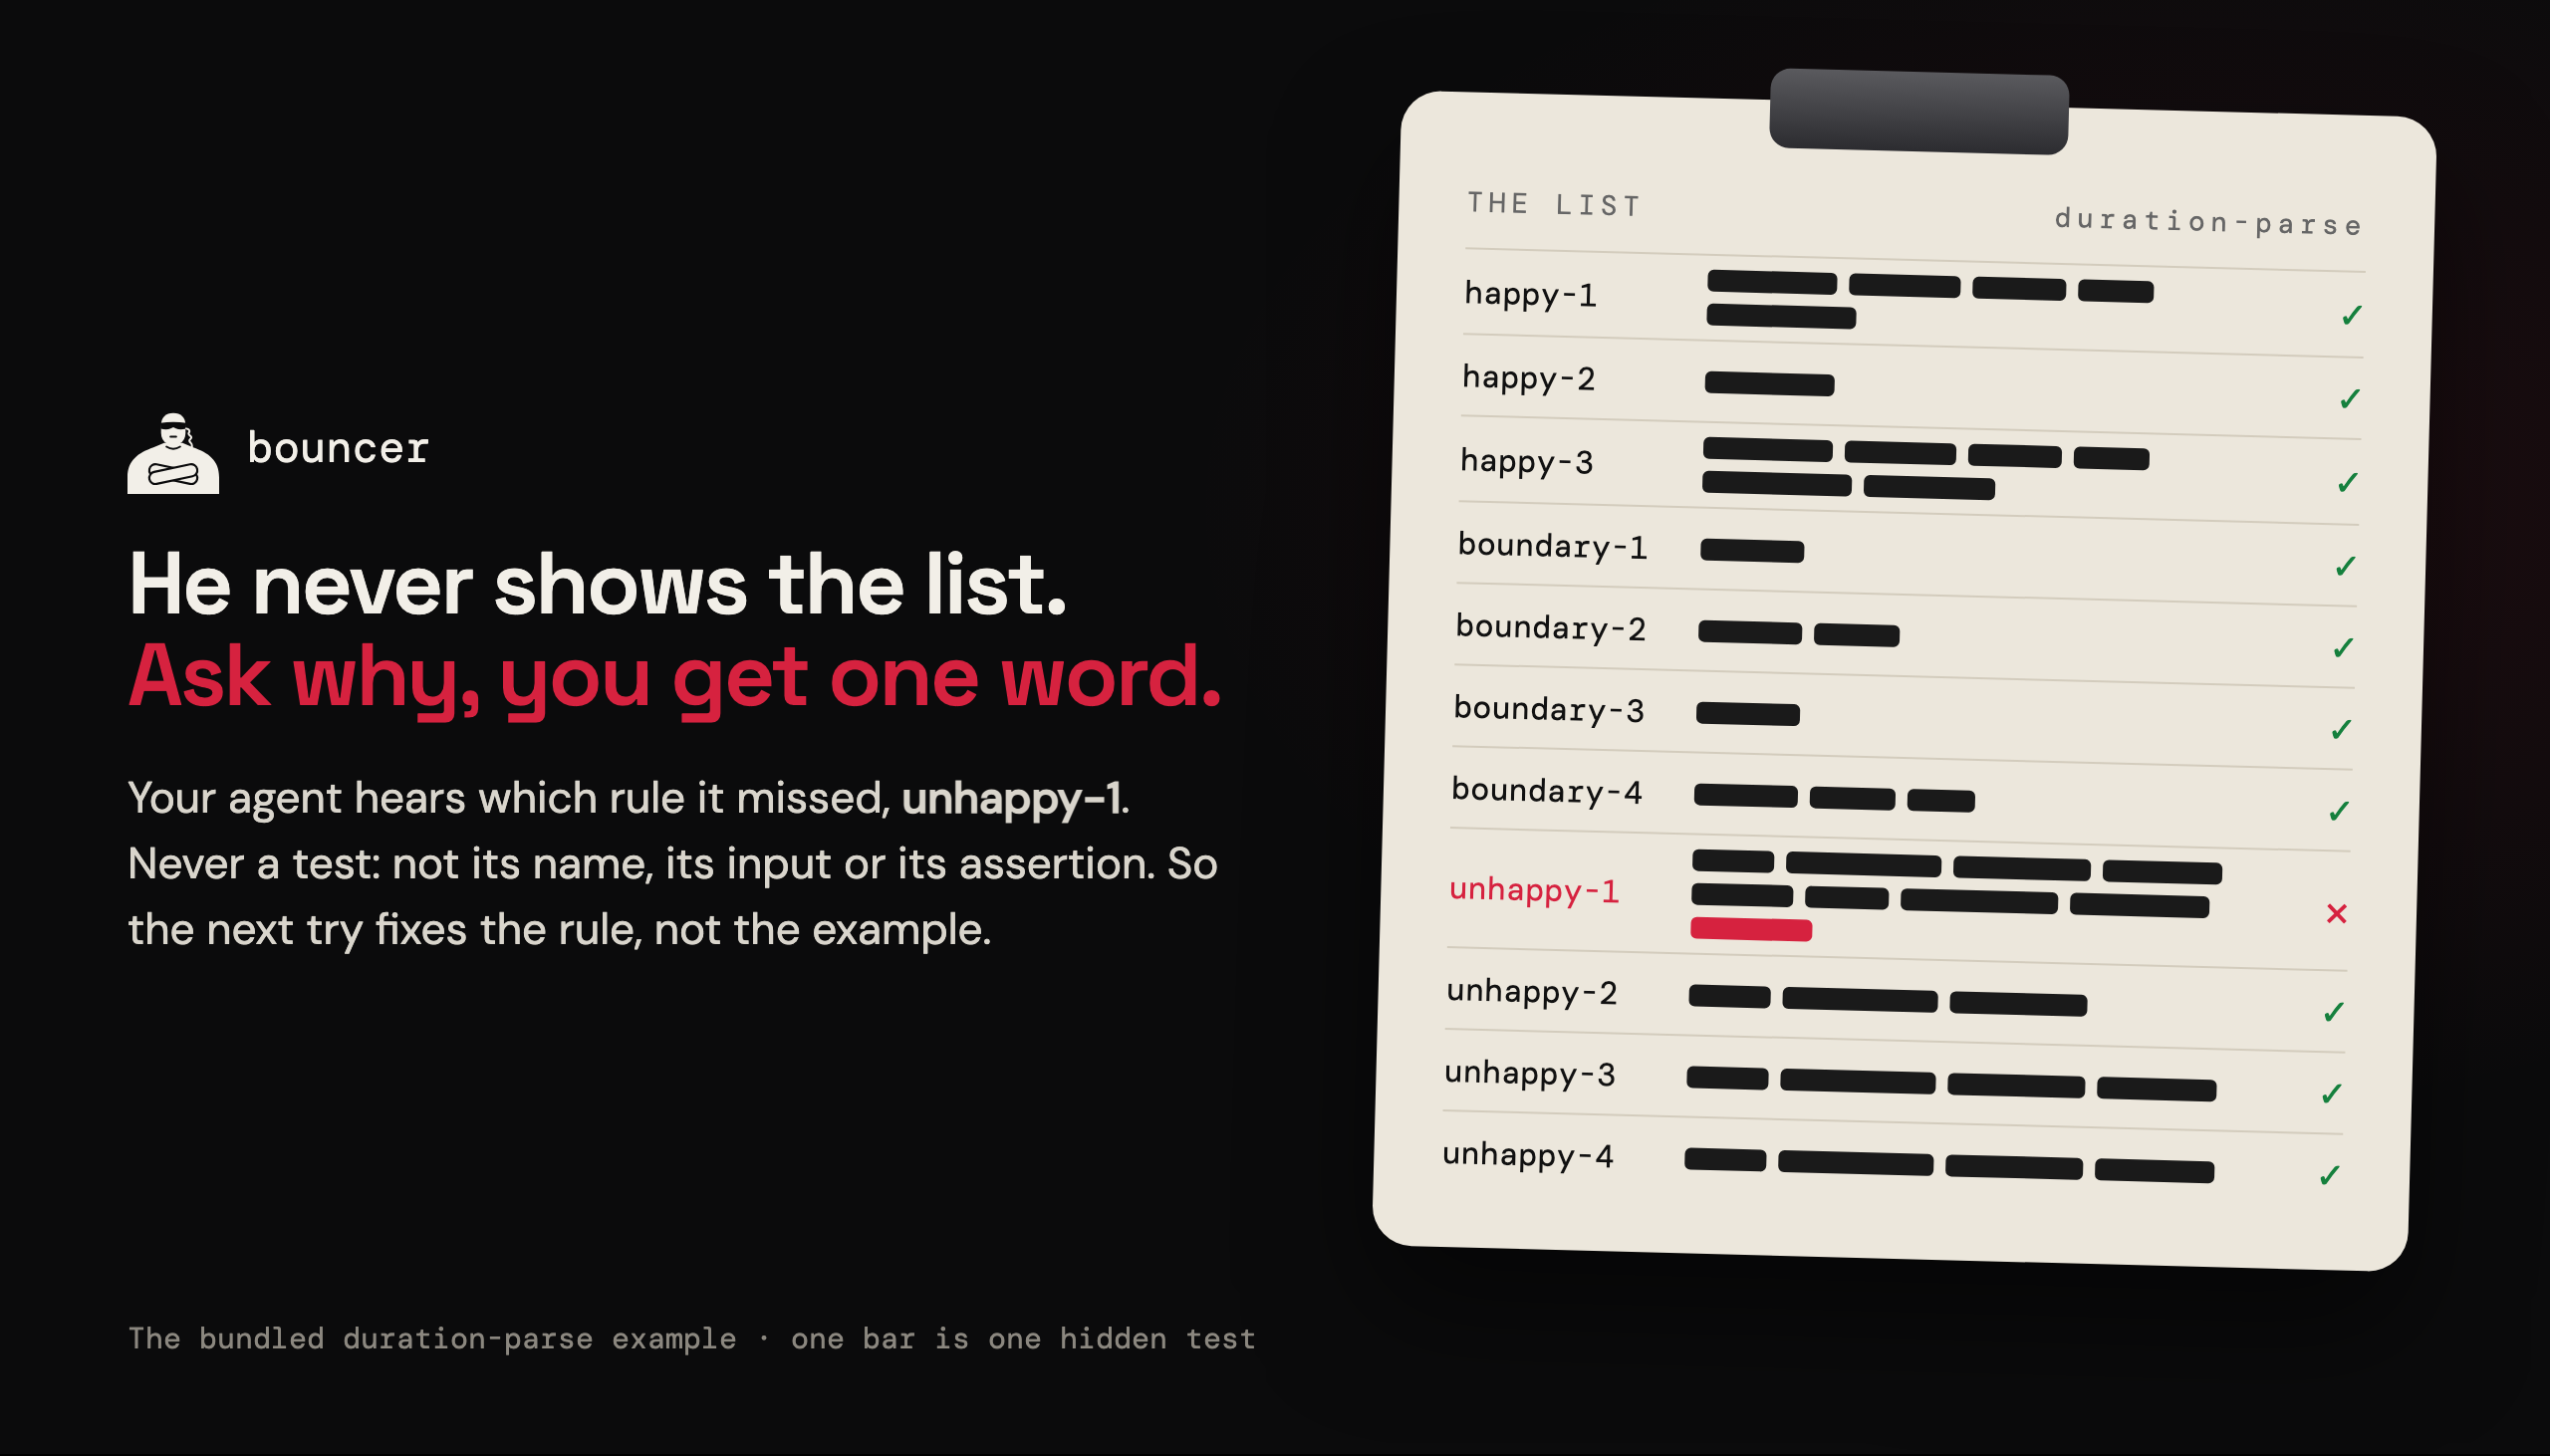 bouncer
He never shows the list.
Ask why, you get one word.
Your agent hears which rule it missed, unhappy-1.
Never a test: not its name, its input or its assertion. So
the next try fixes the rule, not the example.
The bundled duration-parse example · one bar is one hidden test
THE LIST duration-parse
happy-1 ✓
happy-2 ✓
happy-3 ✓
boundary-1 ✓
boundary-2 ✓
boundary-3 ✓
boundary-4 ✓
unhappy-1 ✕
unhappy-2 ✓
unhappy-3 ✓
unhappy-4 ✓